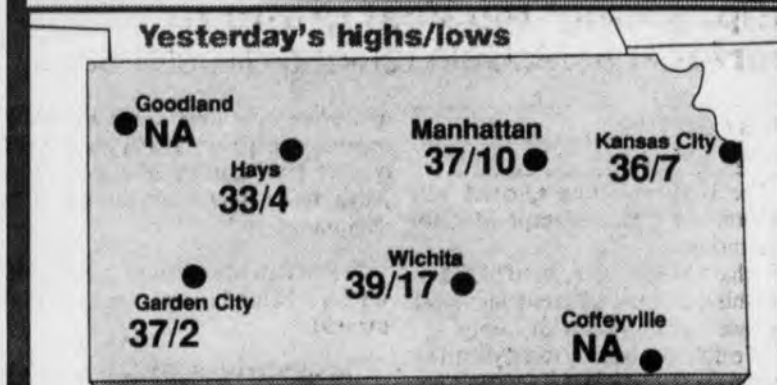 Yesterday's highs/lows
Goodland
NA
Hays
33/4
Manhattan
37/10
Kansas City
36/7
Garden City
37/2
Wichita
39/17
Coffeyville
NA